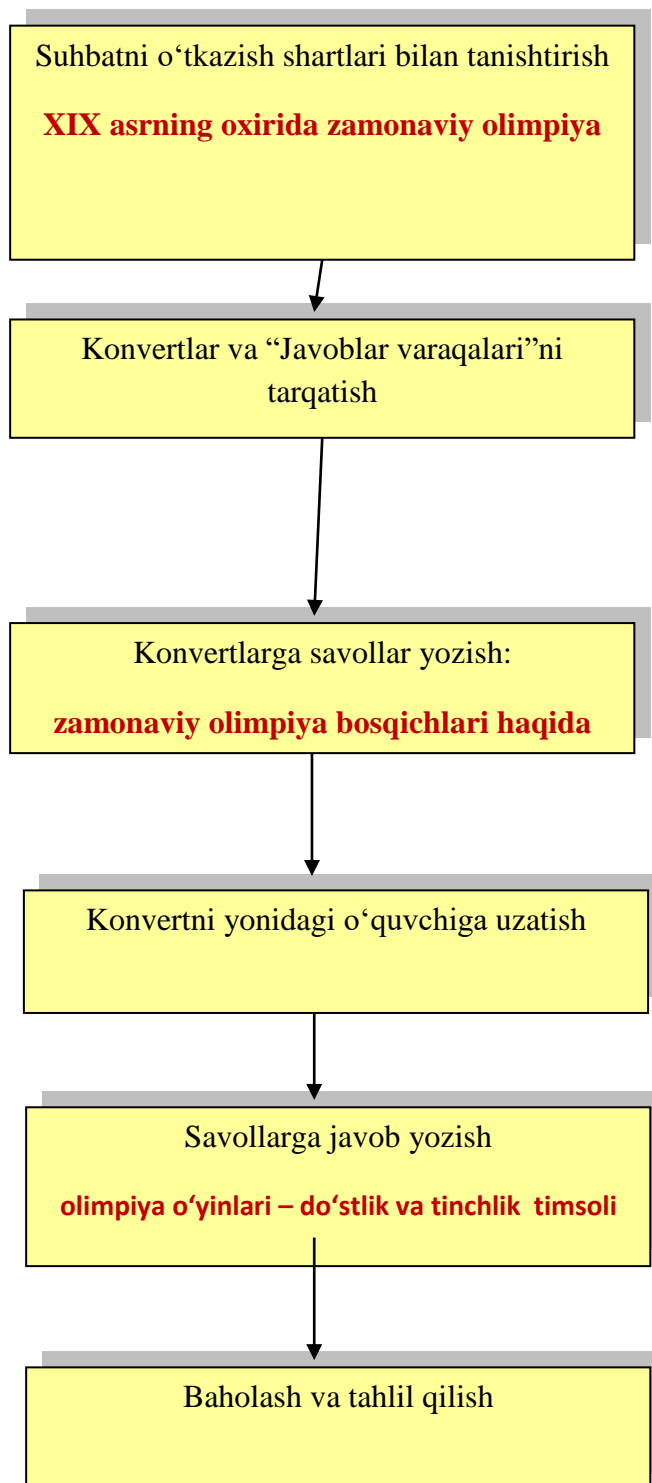 Suhbatni o‘tkazish shartlari bilan tanishtirish
XIX asrning oxirida zamonaviy olimpiya
Konvertlar va “Javoblar varaqalari”ni
tarqatish
Konvertlarga savollar yozish:
zamonaviy olimpiya bosqichlari haqida
Konvertni yonidagi o‘quvchiga uzatish
Savollarga javob yozish
olimpiya o‘yinlari – do‘stlik va tinchlik timsoli
Baholash va tahlil qilish